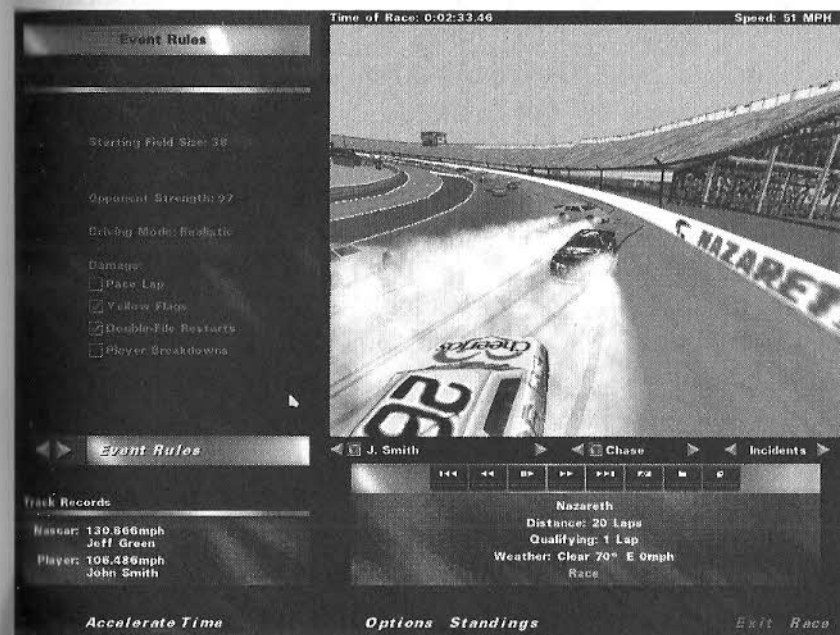 Time of Race: 0:02:33.46
Speed: 51 MPH
Event Rules
Starting Field Size: 38
Opponent Strength: 97
Driving Mode: Realistic
Damage:
Pace Lap
Yellow Flags
Double-File Restarts
Player Breakdowns
NAZARET
Cheerios
26
J. Smith
Chase
Incidents
Event Rules
Track Records
Nascar: 130.866mph
Jeff Green
Player: 106.486mph
John Smith
Nazareth
Distance: 20 Laps
Qualifying: 1 Lap
Weather: Clear 70° E 0mph
Race
Accelerate Time
Options
Standings
Exit Race